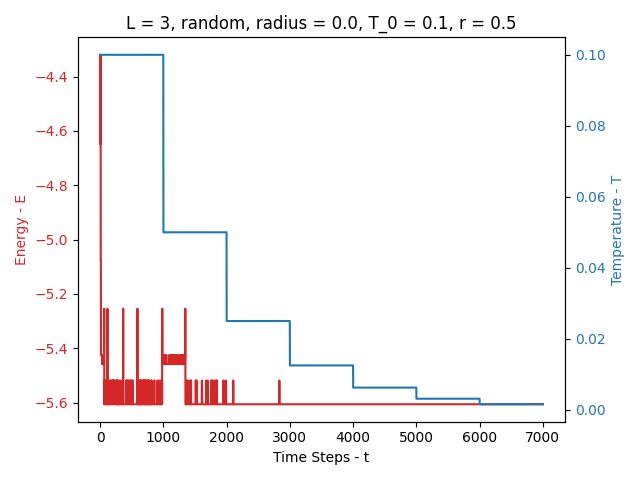 L = 3, random, radius = 0.0, T_0 = 0.1, r = 0.5
Energy - E
−4.4
−4.6
−4.8
−5.0
−5.2
−5.4
−5.6
0.10
0.08
0.06
0.04
0.02
0.00
Temperature - T
0 1000 2000 3000 4000 5000 6000 7000
Time Steps - t